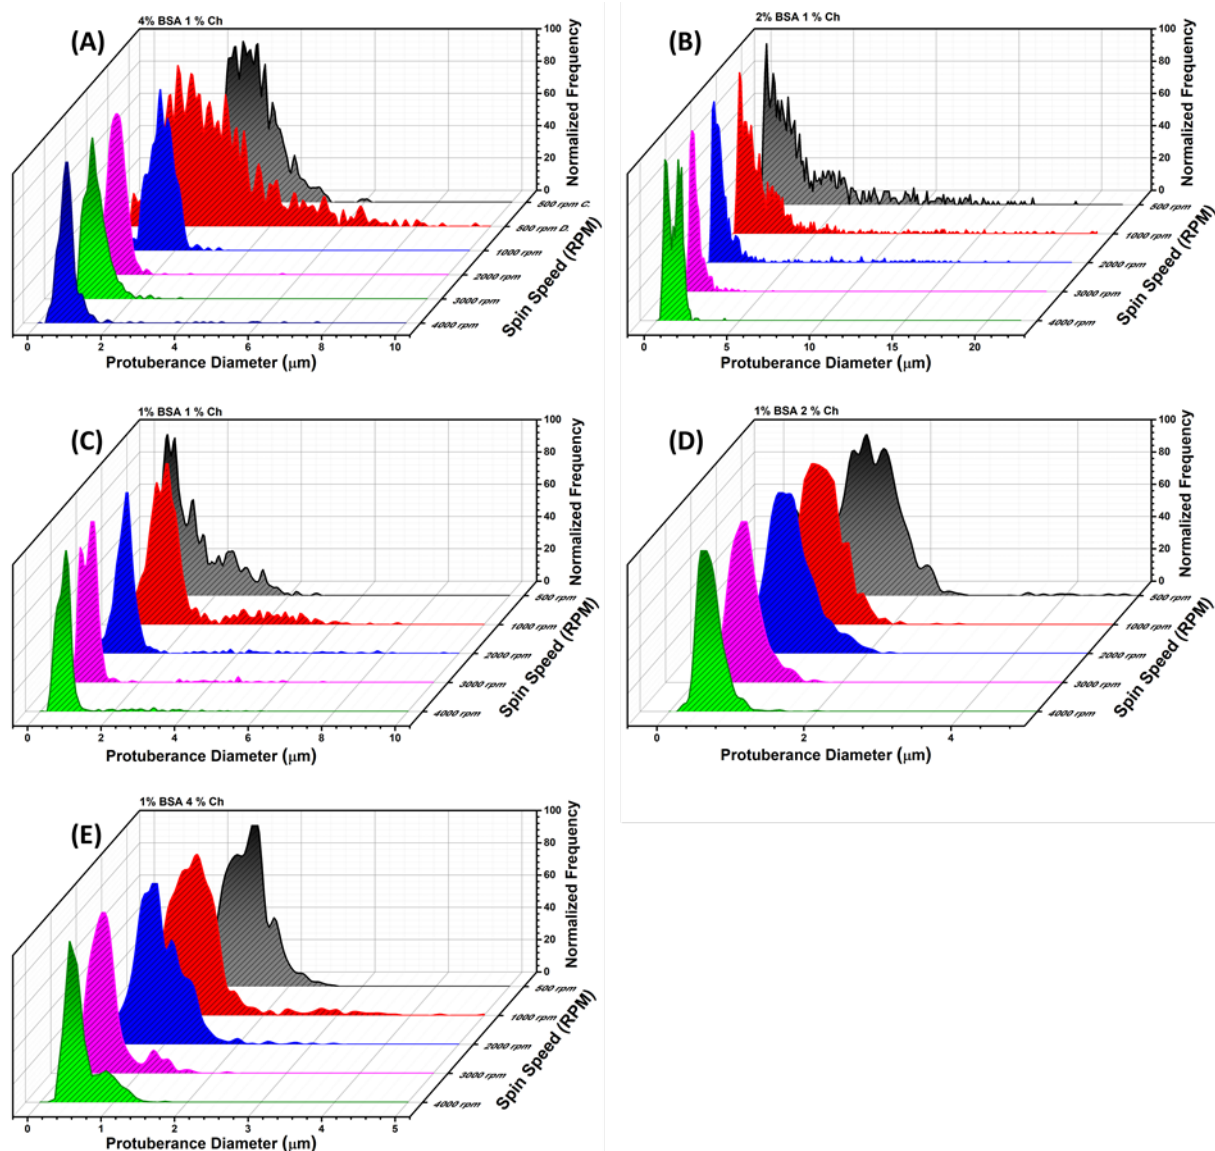 4% BSA 1 % Ch
(A)
100
80
60
40
20
0
Normalized Frequency
500 rpm C.
500 rpm D.
1000 rpm
2000 rpm
3000 rpm
4000 rpm
Spin Speed (RPM)
0 2 4 6 8 10
Protuberance Diameter (μm)
2% BSA 1 % Ch
(B)
100
80
60
40
20
0
Normalized Frequency
500 rpm
1000 rpm
2000 rpm
3000 rpm
4000 rpm
Spin Speed (RPM)
0 5 10 15 20
Protuberance Diameter (μm)
1% BSA 1 % Ch
(C)
100
80
60
40
20
0
Normalized Frequency
500 rpm
1000 rpm
2000 rpm
3000 rpm
4000 rpm
Spin Speed (RPM)
0 2 4 6 8 10
Protuberance Diameter (μm)
1% BSA 2 % Ch
(D)
100
80
60
40
20
0
Normalized Frequency
500 rpm
1000 rpm
2000 rpm
3000 rpm
4000 rpm
Spin Speed (RPM)
0 2 4
Protuberance Diameter (μm)
1% BSA 4 % Ch
(E)
100
80
60
40
20
0
Normalized Frequency
500 rpm
1000 rpm
2000 rpm
3000 rpm
4000 rpm
Spin Speed (RPM)
0 1 2 3 4 5
Protuberance Diameter (μm)